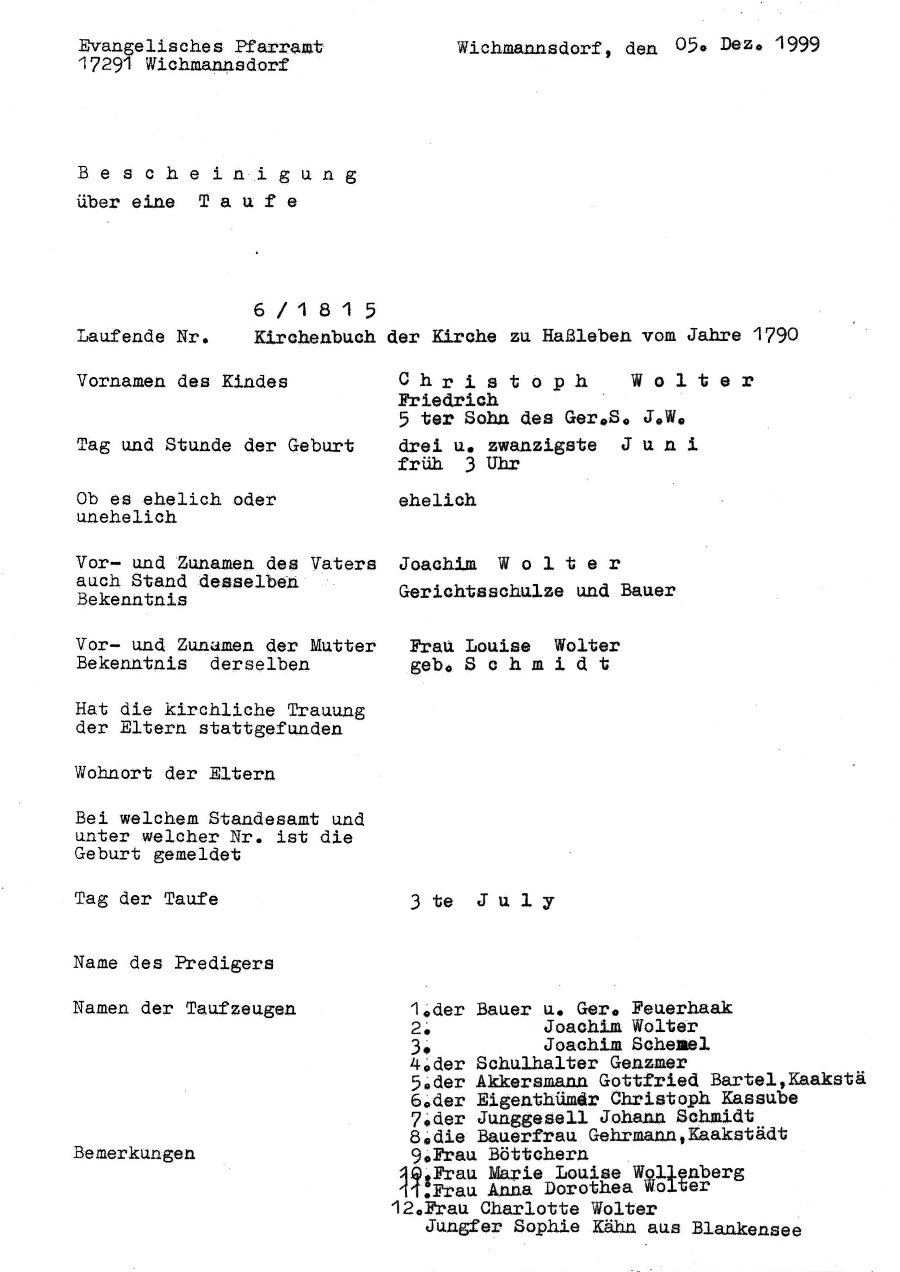 Evangelisches Pfarramt
17291 Wichmannsdorf
Wichmannsdorf, den 05. Dez. 1999
B e s c h e i n i g u n g
über eine T a u f e
6 / 1 8 1 5
Laufende Nr. Kirchenbuch der Kirche zu Haßleben vom Jahre 1790
Vornamen des Kindes C h r i s t o p h W o l t e r
Friedrich
5 ter Sohn des Ger.S. J.W.
Tag und Stunde der Geburt drei u. zwanzigste J u n i
früh 3 Uhr
Ob es ehelich oder ehelich
unehelich
Vor- und Zunamen des Vaters Joachim W o l t e r
auch Stand desselben
Gerichtsschulze und Bauer
Bekenntnis
Vor- und Zunamen der Mutter Frau Louise Wolter
Bekenntnis derselben geb. S c h m i d t
Hat die kirchliche Trauung
der Eltern stattgefunden
Wohnort der Eltern
Bei welchem Standesamt und
unter welcher Nr. ist die
Geburt gemeldet
Tag der Taufe 3 te J u l y
Name des Predigers
Namen der Taufzeugen 1.der Bauer u. Ger. Feuerhaak
2. Joachim Wolter
3. Joachim Schemel
4.der Schulhalter Genzmer
5.der Akkersmann Gottfried Bartel,Kaakstä
6.der Eigenthümer Christoph Kassube
7.der Junggesell Johann Schmidt
8.die Bauerfrau Gehrmann,Kaakstädt
Bemerkungen 9.Frau Böttchern
10.Frau Marie Louise Wollenberg
11.Frau Anna Dorothea Wolter
12.Frau Charlotte Wolter
Jungfer Sophie Kähn aus Blankensee